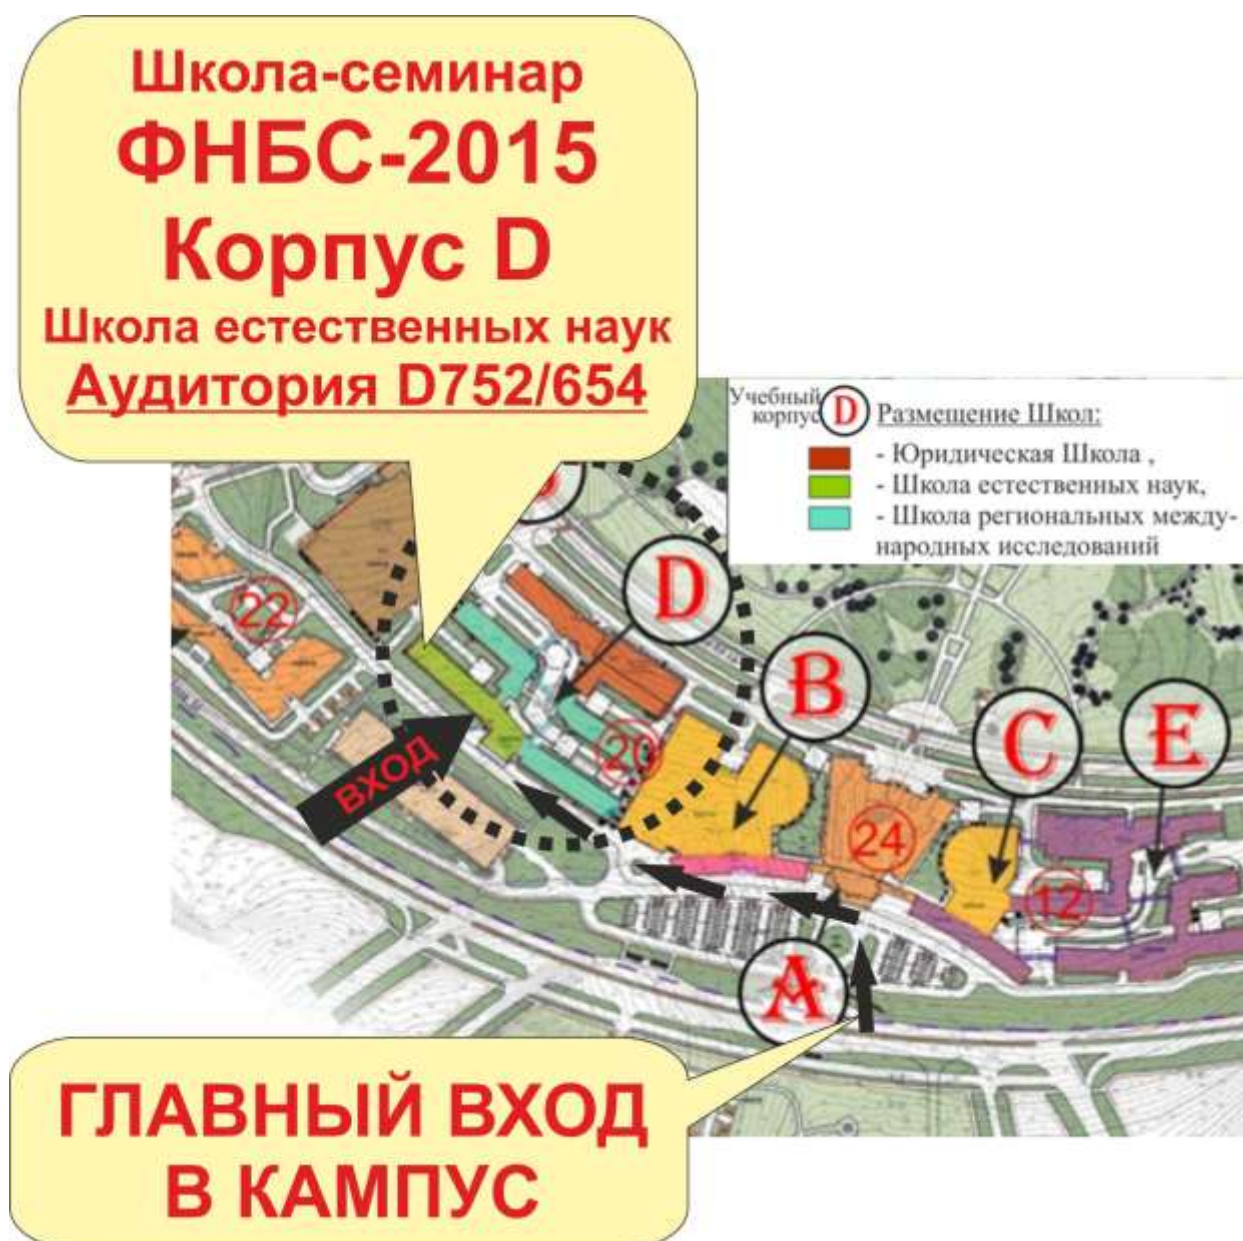 Школа-семинар
ФНБС-2015
Корпус D
Школа естественных наук
Аудитория D752/654
Учебный
корпус
D
Размещение Школ:
- Юридическая Школа ,
- Школа естественных наук,
- Школа региональных между-
народных исследований
22
D
B
20
C
E
ВХОД
24
12
A
ГЛАВНЫЙ ВХОД
В КАМПУС